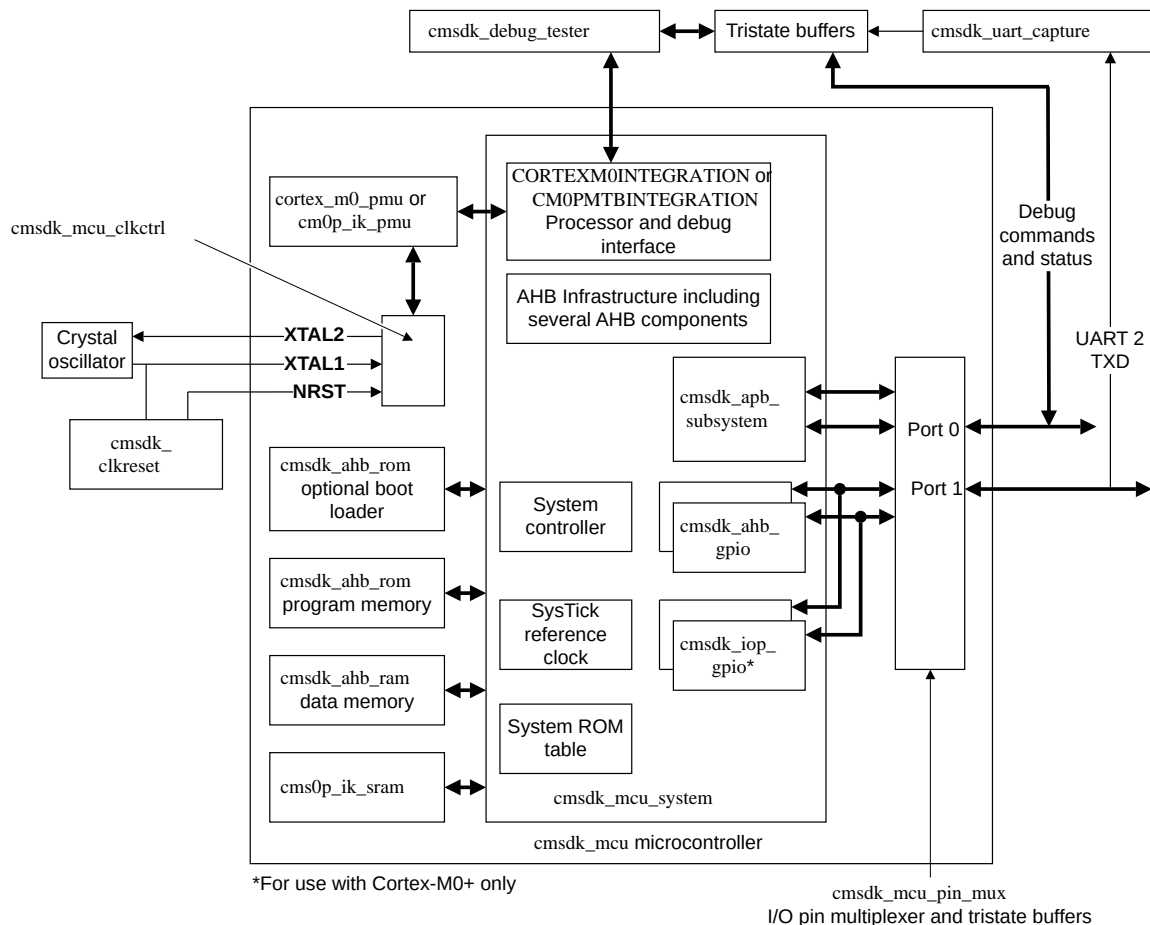 cmsdk_debug_tester
Tristate buffers
cmsdk_uart_capture
CORTEXM0INTEGRATION or
CM0PMTBINTEGRATION
Processor and debug
interface
cortex_m0_pmu or
cm0p_ik_pmu
cmsdk_mcu_clkctrl
Debug
commands
and status
AHB Infrastructure including
several AHB components
Crystal
oscillator
XTAL2
XTAL1
NRST
UART 2
TXD
cmsdk_apb_
subsystem
Port 0
Port 1
cmsdk_
clkreset
cmsdk_ahb_rom
optional boot
loader
System
controller
cmsdk_ahb_
gpio
cmsdk_ahb_rom
program memory
SysTick
reference
clock
cmsdk_iop_
gpio*
cmsdk_ahb_ram
data memory
System ROM
table
cms0p_ik_sram
cmsdk_mcu_system
cmsdk_mcu microcontroller
*For use with Cortex-M0+ only
cmsdk_mcu_pin_mux
I/O pin multiplexer and tristate buffers